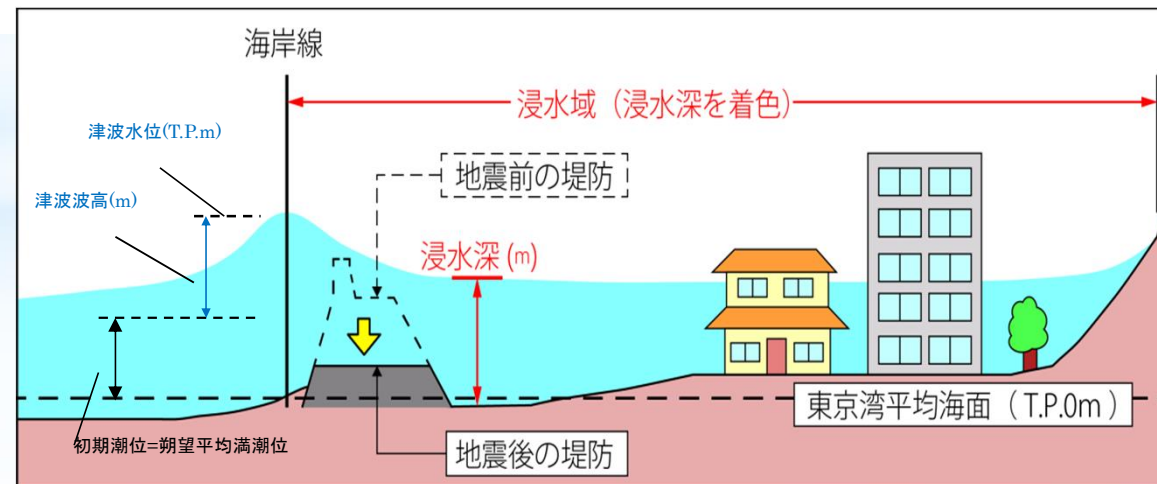 海岸線
浸水域（浸水深を着色）
津波水位(T.P.m)
地震前の堤防
津波波高(m)
浸水深(m)
東京湾平均海面（T.P.0m）
初期潮位=朔望平均満潮位
地震後の堤防